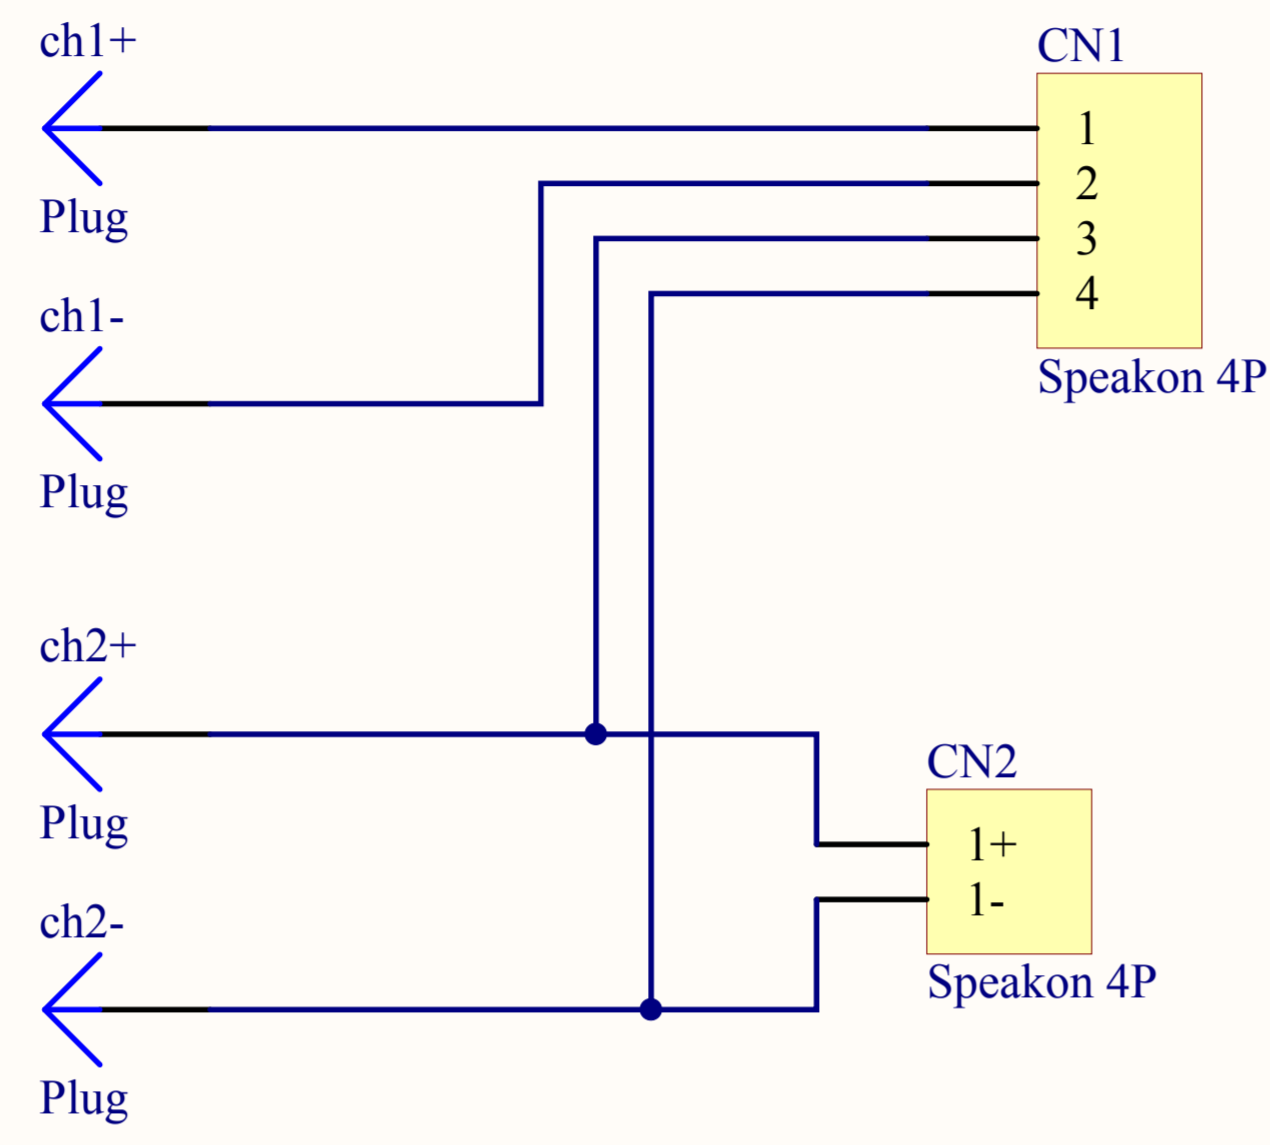 ch1+
Plug
ch1-
Plug
CN1
1
2
3
4
Speakon 4P
ch2+
Plug
ch2-
Plug
CN2
1+
1-
Speakon 4P